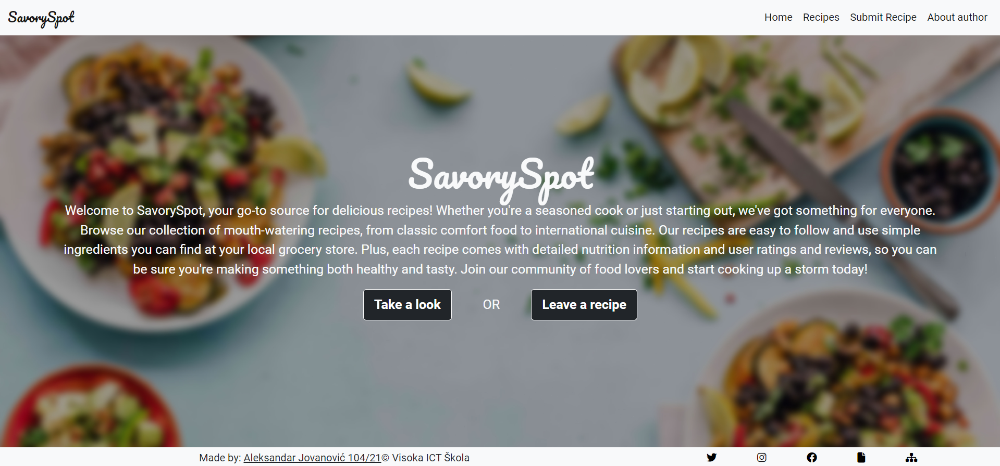 SavorySpot
Home Recipes Submit Recipe About author
SavorySpot
Welcome to SavorySpot, your go-to source for delicious recipes! Whether you're a seasoned cook or just starting out, we've got something for everyone.
Browse our collection of mouth-watering recipes, from classic comfort food to international cuisine. Our recipes are easy to follow and use simple
ingredients you can find at your local grocery store. Plus, each recipe comes with detailed nutrition information and user ratings and reviews, so you can
be sure you're making something both healthy and tasty. Join our community of food lovers and start cooking up a storm today!
Take a look OR Leave a recipe
Made by: Aleksandar Jovanović 104/21© Visoka ICT Škola